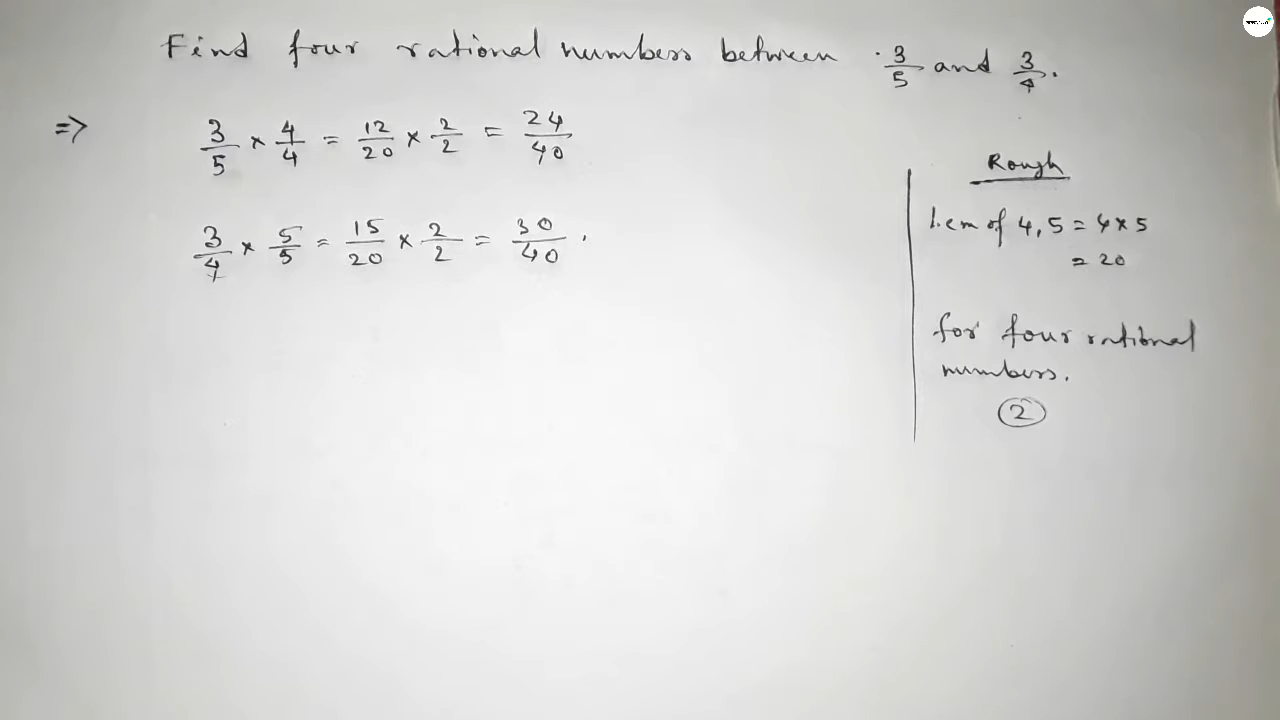 Find four rational numbers between 3/5 and 3/4.
=> 3/5 × 4/4 = 12/20 × 2/2 = 24/40
3/4 × 5/5 = 15/20 × 2/2 = 30/40.
Rough
l.cm of 4,5 = 4×5
= 20
for four rational
numbers.
2